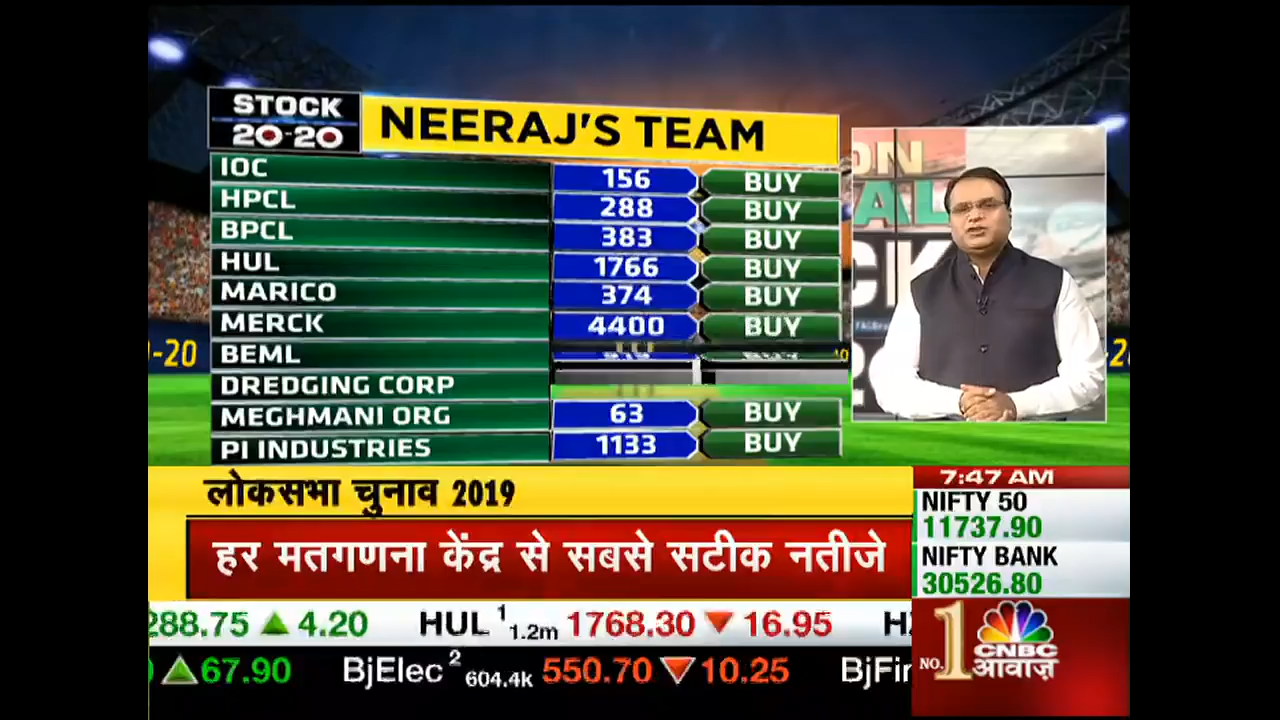 STOCK
20-20
NEERAJ'S TEAM
IOC 156 BUY
HPCL 288 BUY
BPCL 383 BUY
HUL 1766 BUY
MARICO 374 BUY
MERCK 4400 BUY
BEML
DREDGING CORP
MEGHMANI ORG 63 BUY
PI INDUSTRIES 1133 BUY
-20
लोकसभा चुनाव 2019
हर मतगणना केंद्र से सबसे सटीक नतीजे
7:47 AM
NIFTY 50
11737.90
NIFTY BANK
30526.80
288.75 ▲ 4.20 HUL 1 1.2m 1768.30 ▼ 16.95
▲ 67.90 BjElec 2 604.4k 550.70 ▼ 10.25 BjFi
NO.1 CNBC
आवाज़